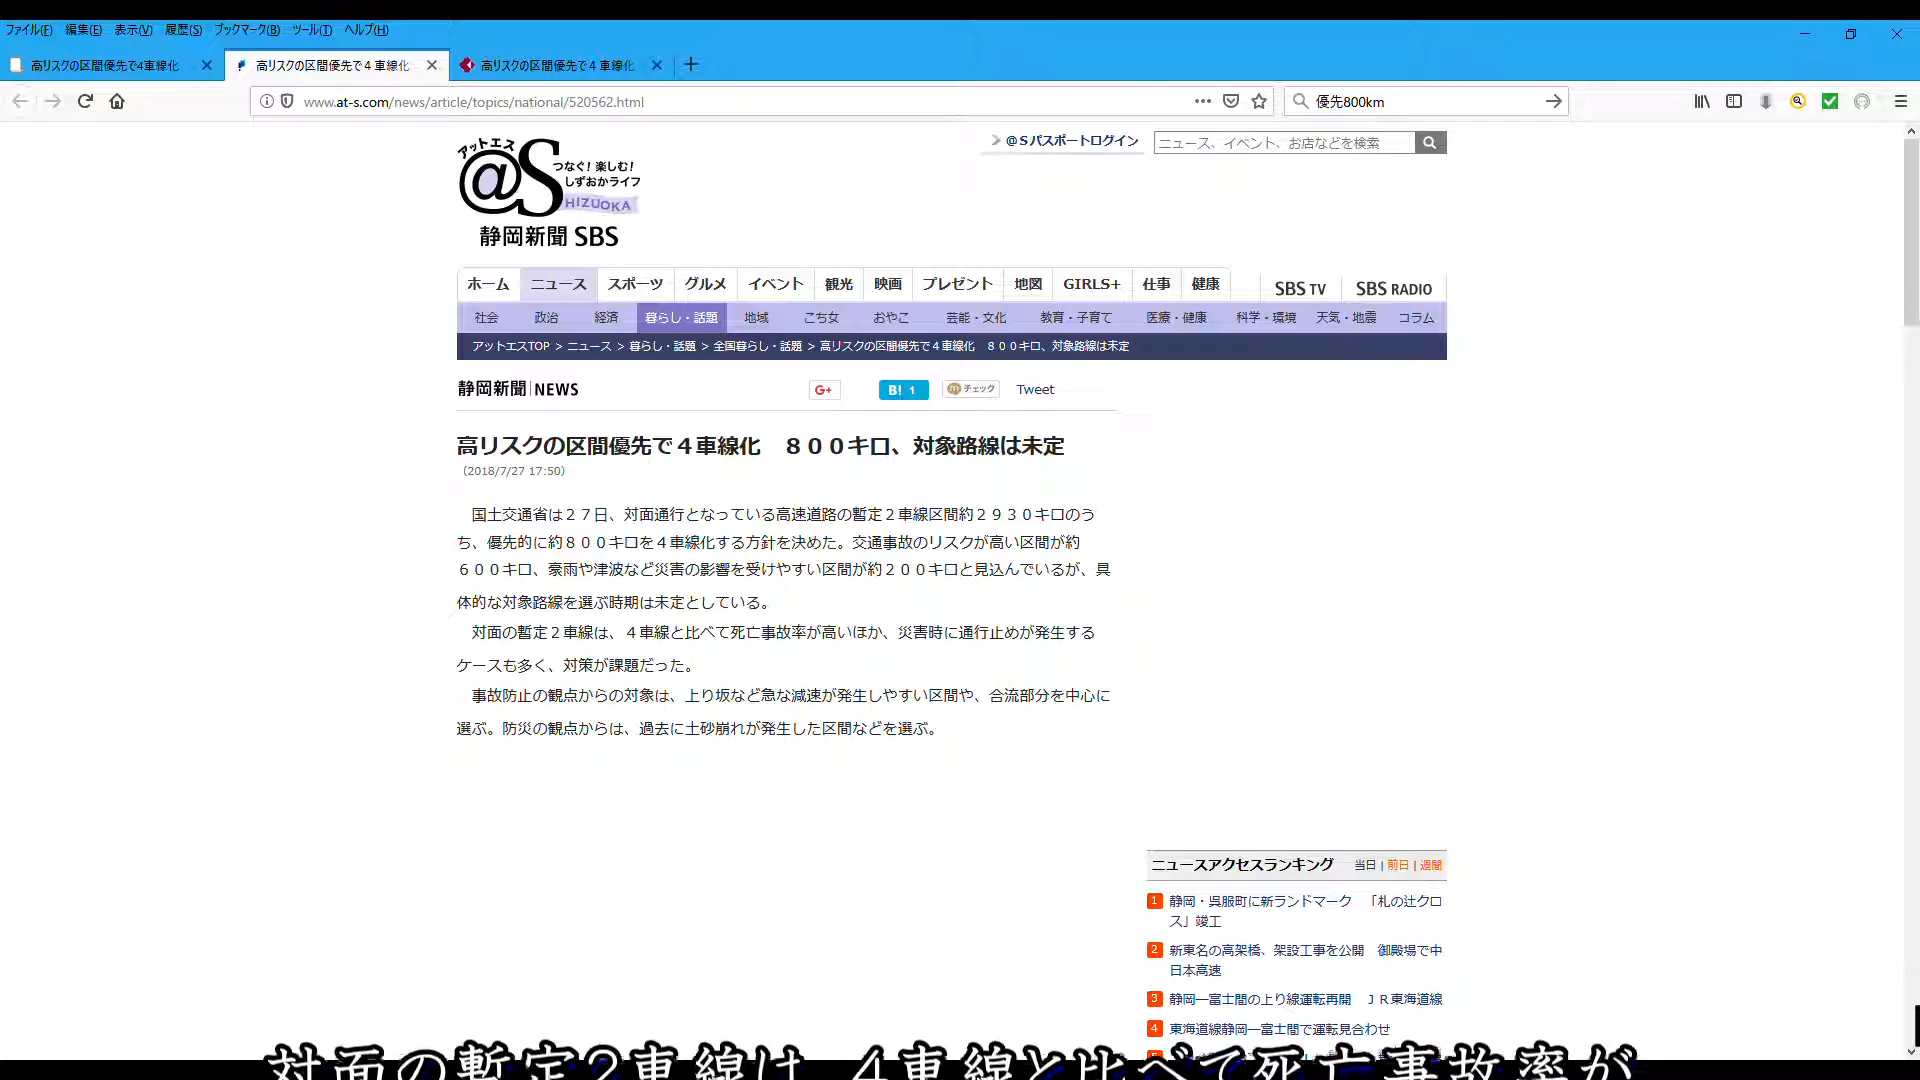 ファイル(F) 編集(E) 表示(V) 履歴(S) ブックマーク(B) ツール(T) ヘルプ(H)
高リスクの区間優先で4車線化
高リスクの区間優先で４車線化
高リスクの区間優先で４車線化
www.at-s.com/news/article/topics/national/520562.html
優先800km
アットエス
@S つなぐ！楽しむ！
しずおかライフ
SHIZUOKA
静岡新聞 SBS
@Sパスポートログイン
ニュース、イベント、お店などを検索
ホーム ニュース スポーツ グルメ イベント 観光 映画 プレゼント 地図 GIRLS+ 仕事 健康 SBS TV SBS RADIO
社会 政治 経済 暮らし・話題 地域 こち女 おやこ 芸能・文化 教育・子育て 医療・健康 科学・環境 天気・地震 コラム
アットエスTOP > ニュース > 暮らし・話題 > 全国暮らし・話題 > 高リスクの区間優先で４車線化　８００キロ、対象路線は未定
静岡新聞 NEWS
G+
B! 1
チェック
Tweet
高リスクの区間優先で４車線化　８００キロ、対象路線は未定
（2018/7/27 17:50）
国土交通省は２７日、対面通行となっている高速道路の暫定２車線区間約２９３０キロのう
ち、優先的に約８００キロを４車線化する方針を決めた。交通事故のリスクが高い区間が約
６００キロ、豪雨や津波など災害の影響を受けやすい区間が約２００キロと見込んでいるが、具
体的な対象路線を選ぶ時期は未定としている。
対面の暫定２車線は、４車線と比べて死亡事故率が高いほか、災害時に通行止めが発生する
ケースも多く、対策が課題だった。
事故防止の観点からの対象は、上り坂など急な減速が発生しやすい区間や、合流部分を中心に
選ぶ。防災の観点からは、過去に土砂崩れが発生した区間などを選ぶ。
ニュースアクセスランキング 当日 | 前日 | 週間
1 静岡・呉服町に新ランドマーク　「札の辻クロ
ス」竣工
2 新東名の高架橋、架設工事を公開　御殿場で中
日本高速
3 静岡―富士間の上り線運転再開　ＪＲ東海道線
4 東海道線静岡―富士間で運転見合わせ
対面の暫定2車線は、4車線と比べて死亡事故率が